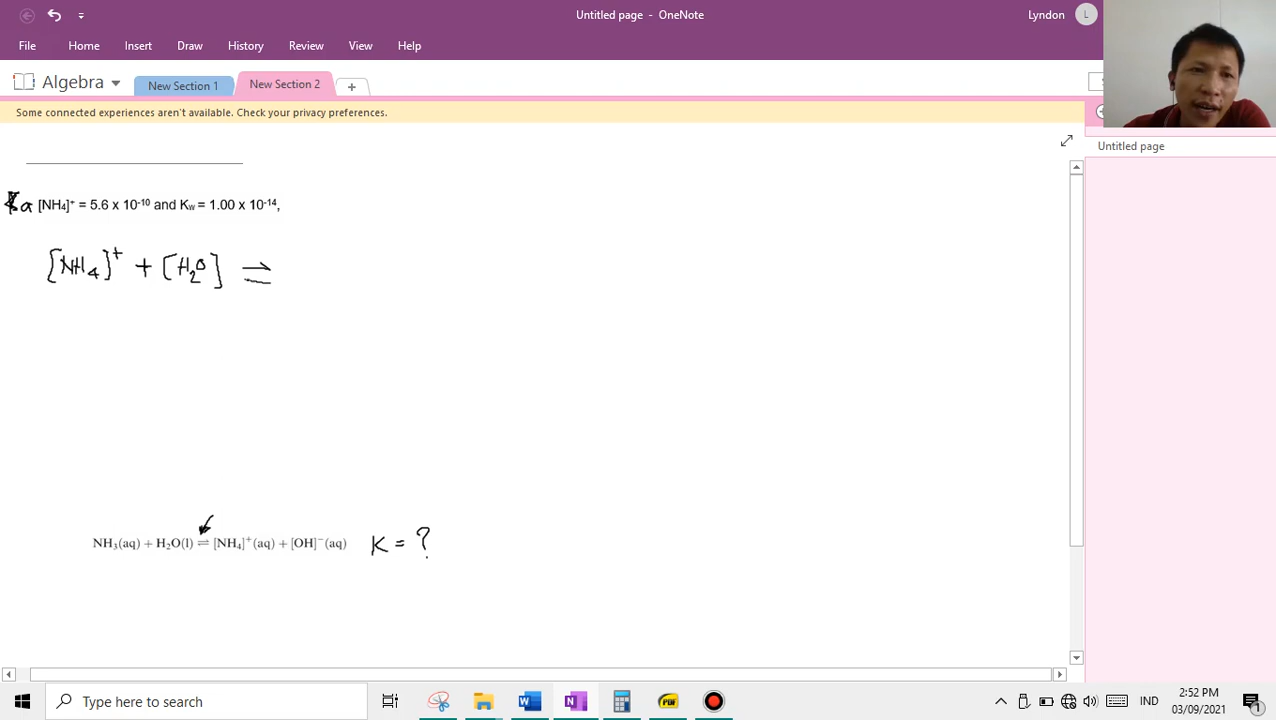 Untitled page - OneNote
Lyndon
L
File Home Insert Draw History Review View Help
Algebra New Section 1 New Section 2 +
Some connected experiences aren't available. Check your privacy preferences.
Untitled page
Ka [NH₄]⁺ = 5.6 x 10⁻¹⁰ and Kw = 1.00 x 10⁻¹⁴,
[NH₄]⁺ + [H₂O] ⇌
NH₃(aq) + H₂O(l) ⇌ [NH₄]⁺(aq) + [OH]⁻(aq) K = ?
Type here to search
IND
2:52 PM
03/09/2021
1